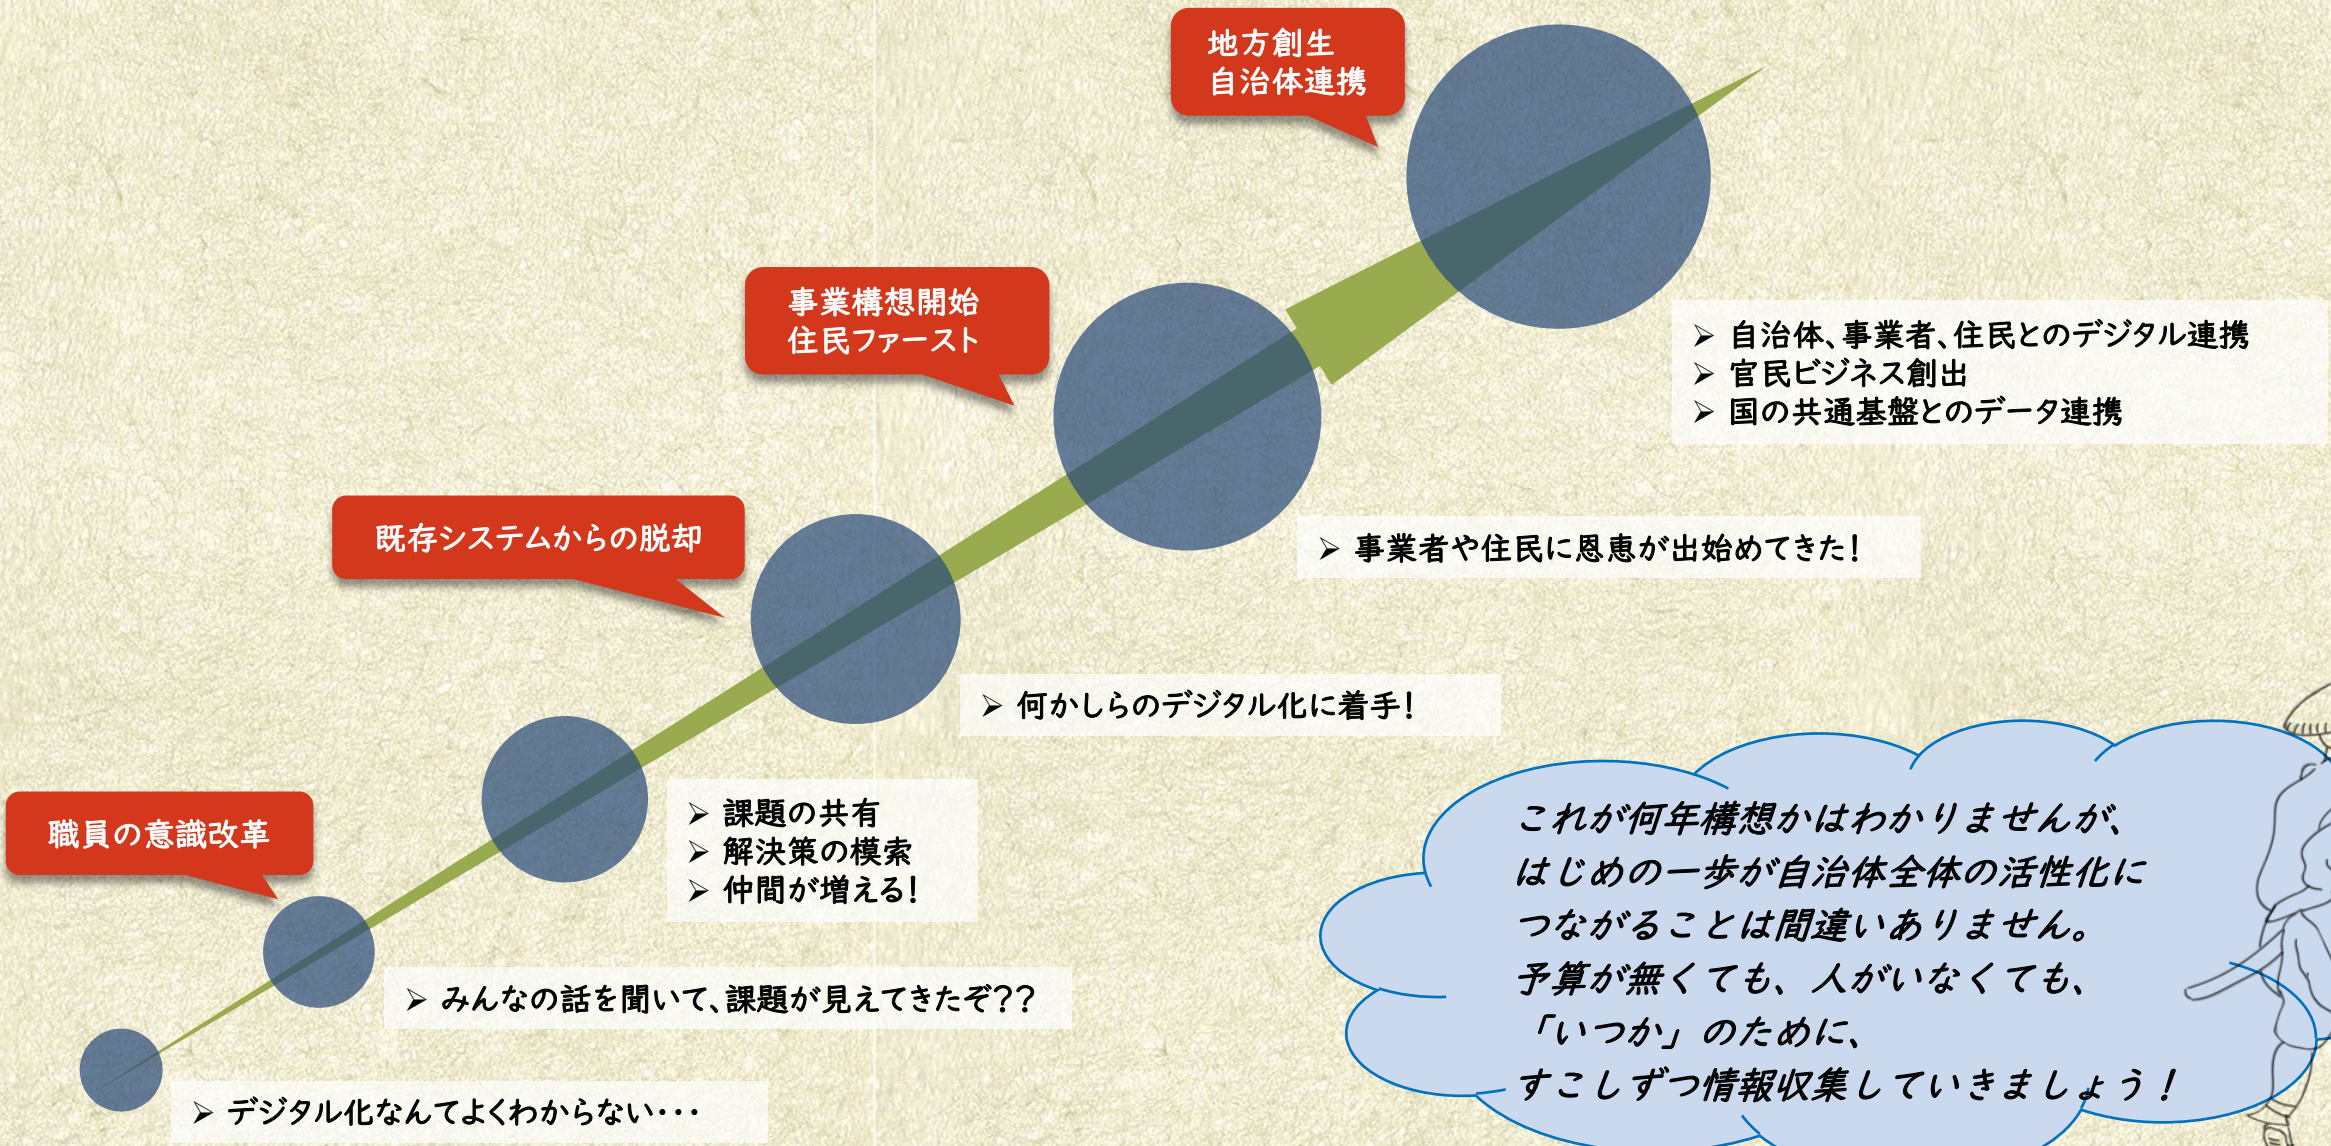 地方創生
自治体連携
➢ 自治体、事業者、住民とのデジタル連携
➢ 官民ビジネス創出
➢ 国の共通基盤とのデータ連携
事業構想開始
住民ファースト
➢ 事業者や住民に恩恵が出始めてきた!
既存システムからの脱却
➢ 何かしらのデジタル化に着手!
➢ 課題の共有
➢ 解決策の模索
➢ 仲間が増える!
職員の意識改革
➢ みんなの話を聞いて、課題が見えてきたぞ??
➢ デジタル化なんてよくわからない・・・
これが何年構想かはわかりませんが、
はじめの一歩が自治体全体の活性化に
つながることは間違いありません。
予算が無くても、人がいなくても、
「いつか」のために、
すこしずつ情報収集していきましょう!